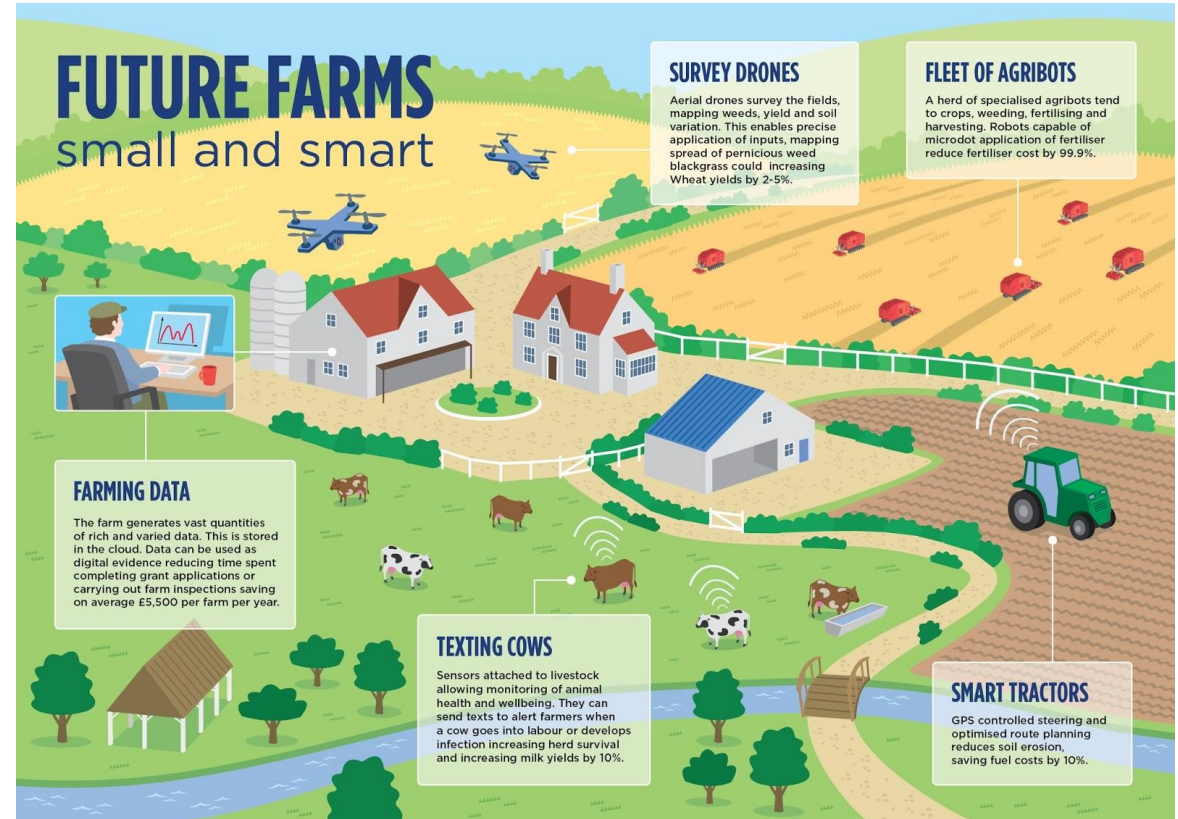 FUTURE FARMS
small and smart
SURVEY DRONES
Aerial drones survey the fields,
mapping weeds, yield and soil
variation. This enables precise
application of inputs, mapping
spread of pernicious weed
blackgrass could increasing
Wheat yields by 2-5%.
FLEET OF AGRIBOTS
A herd of specialised agribots tend
to crops, weeding, fertilising and
harvesting. Robots capable of
microdot application of fertiliser
reduce fertiliser cost by 99.9%.
FARMING DATA
The farm generates vast quantities
of rich and varied data. This is stored
in the cloud. Data can be used as
digital evidence reducing time spent
completing grant applications or
carrying out farm inspections saving
on average £5,500 per farm per year.
TEXTING COWS
Sensors attached to livestock
allowing monitoring of animal
health and wellbeing. They can
send texts to alert farmers when
a cow goes into labour or develops
infection increasing herd survival
and increasing milk yields by 10%.
SMART TRACTORS
GPS controlled steering and
optimised route planning
reduces soil erosion,
saving fuel costs by 10%.